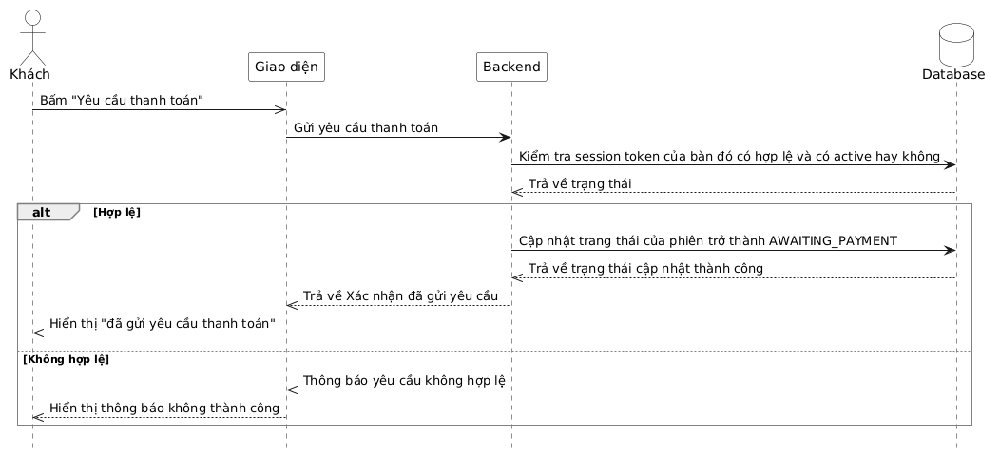 Khách
Giao diện
Backend
Database
Bấm "Yêu cầu thanh toán"
Gửi yêu cầu thanh toán
Kiểm tra session token của bàn đó có hợp lệ và có active hay không
Trả về trạng thái
alt [Hợp lệ]
Cập nhật trang thái của phiên trở thành AWAITING_PAYMENT
Trả về trạng thái cập nhật thành công
Trả về Xác nhận đã gửi yêu cầu
Hiển thị "đã gửi yêu cầu thanh toán"
[Không hợp lệ]
Thông báo yêu cầu không hợp lệ
Hiển thị thông báo không thành công